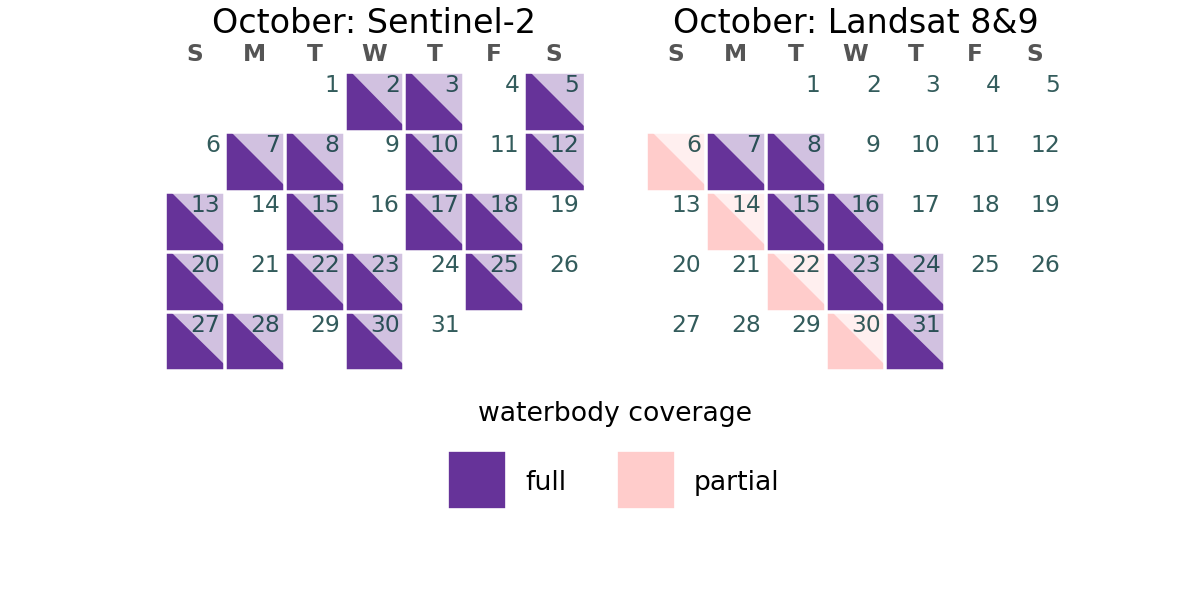 October: Sentinel-2
S M T W T F S
1 2 3 4 5
6 7 8 9 10 11 12
13 14 15 16 17 18 19
20 21 22 23 24 25 26
27 28 29 30 31
October: Landsat 8&9
S M T W T F S
1 2 3 4 5
6 7 8 9 10 11 12
13 14 15 16 17 18 19
20 21 22 23 24 25 26
27 28 29 30 31
waterbody coverage
full partial